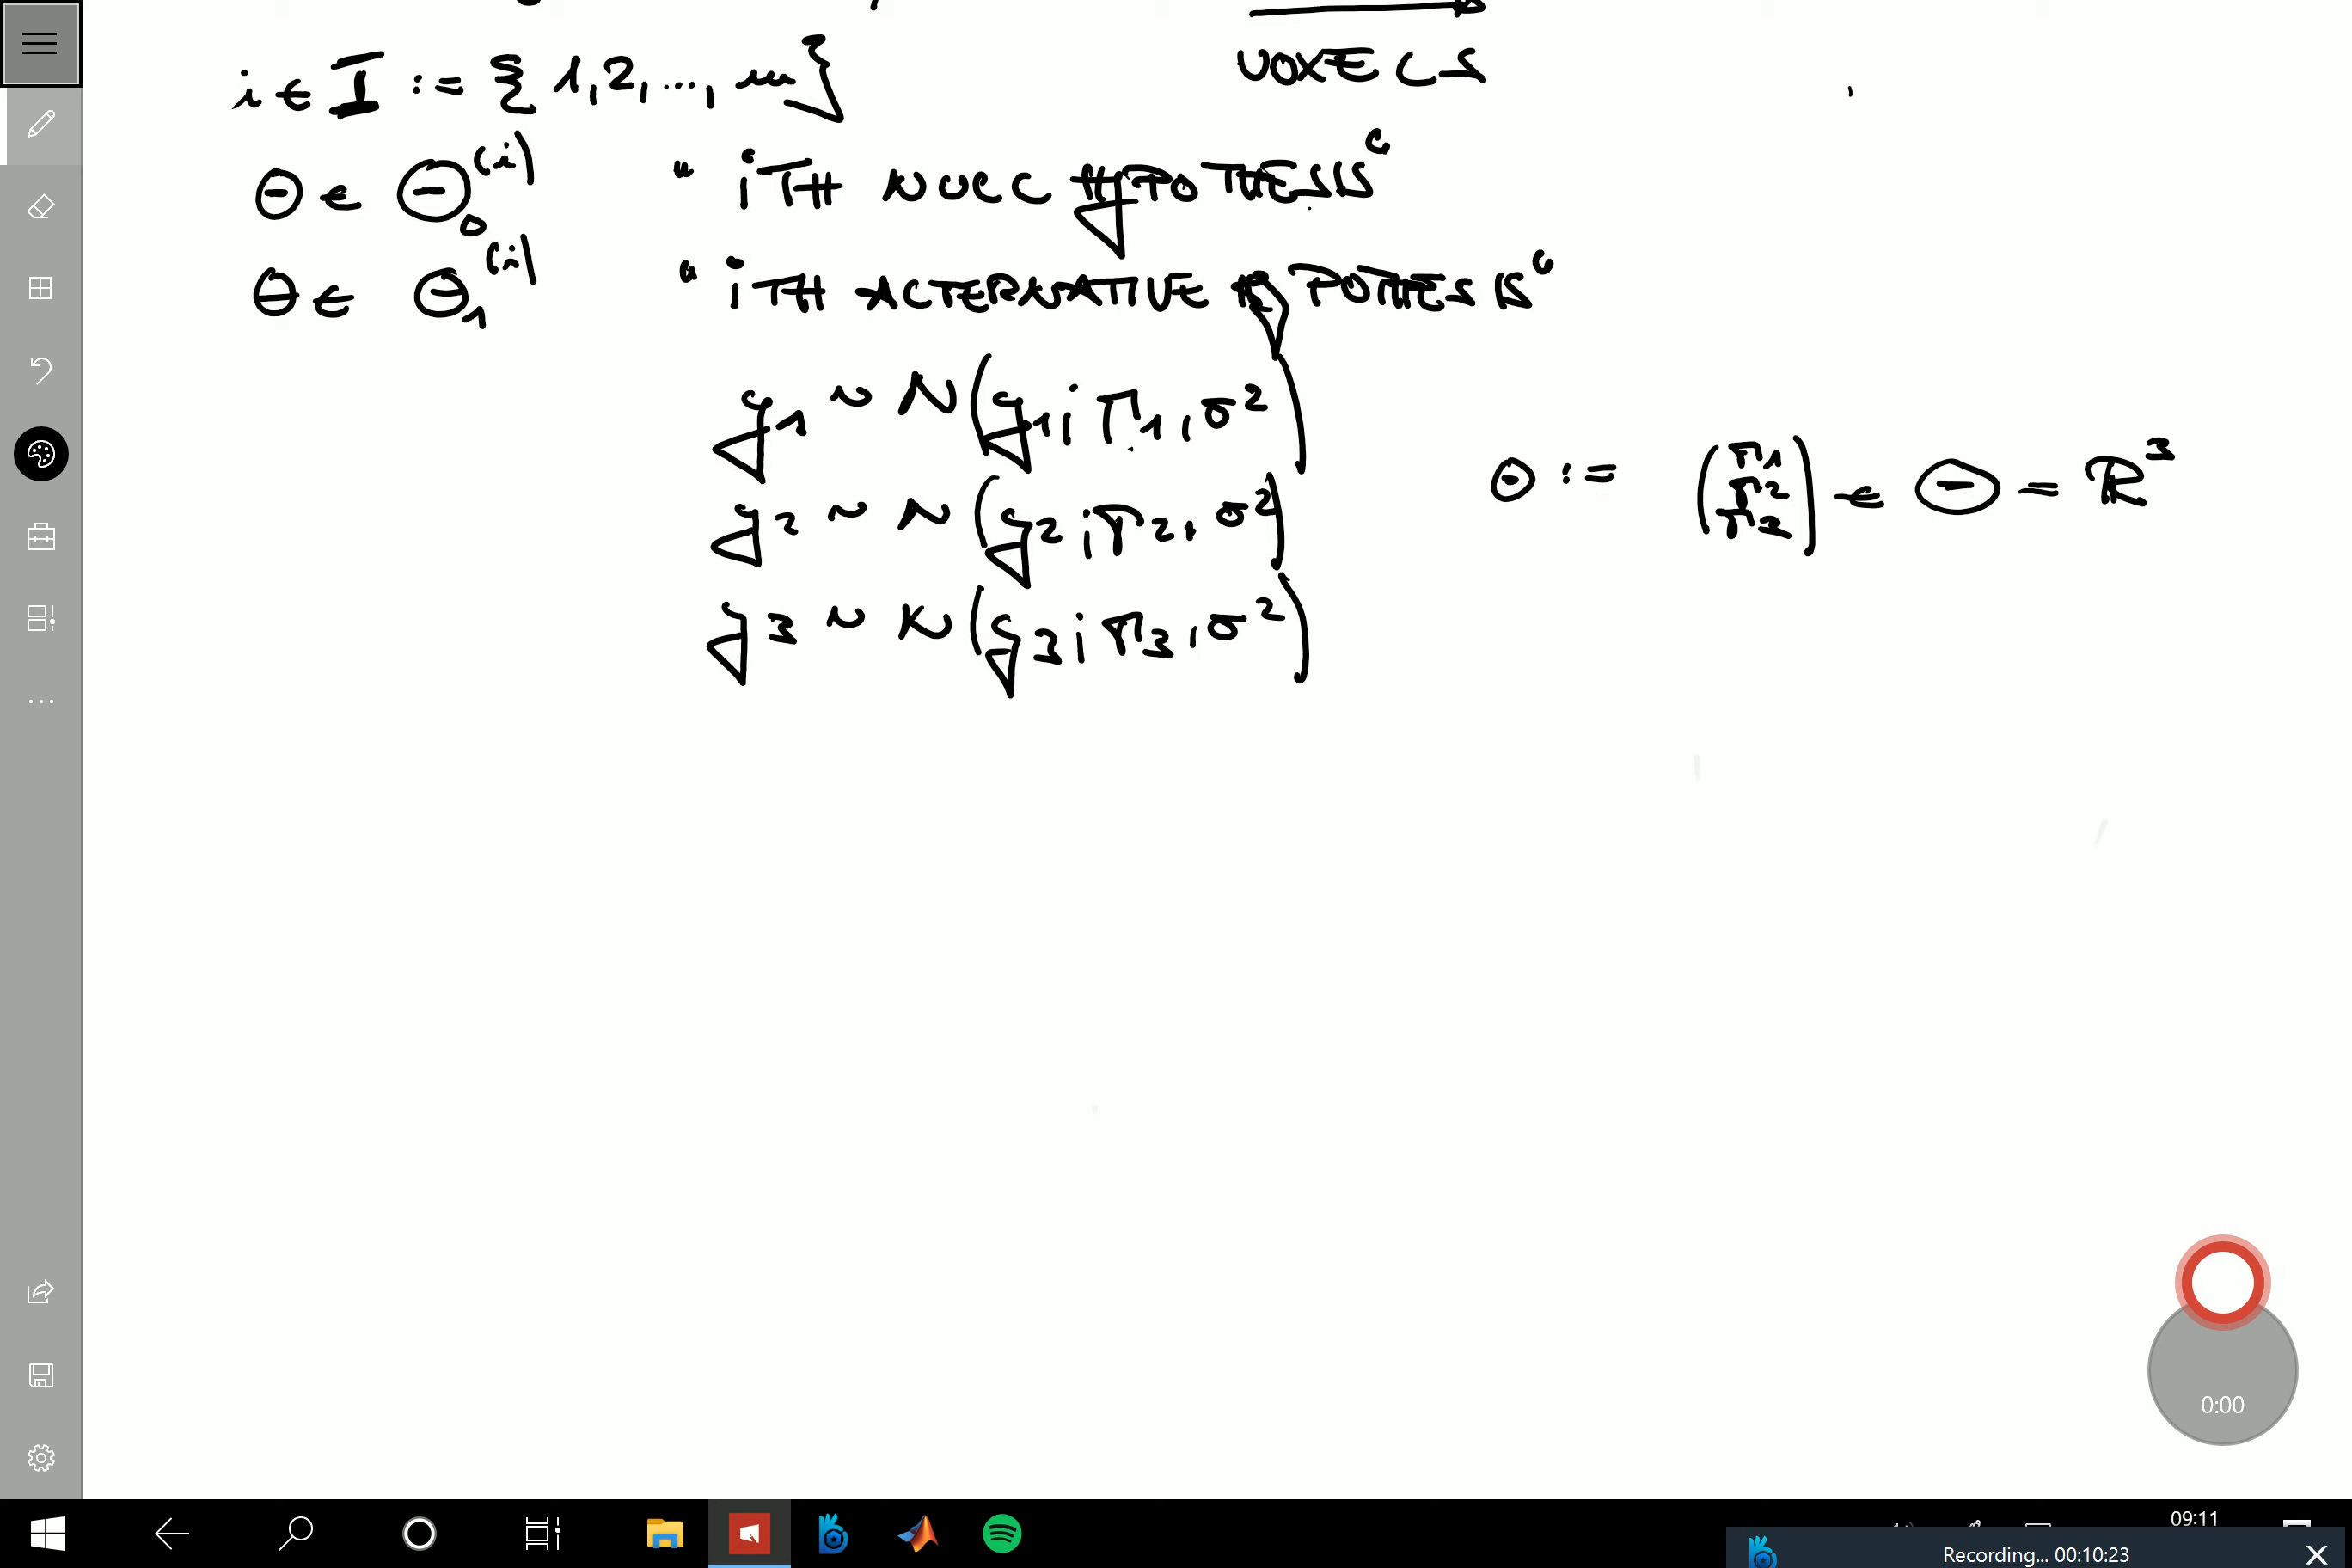 VOXELS
i ∈ I := {1,2,...,m}
θ ∈ Θ₀⁽ⁱ⁾ "iTH NULL HYPOTHESIS"
θ ∈ Θ₁⁽ⁱ⁾ "iTH ALTERNATIVE HYPOTHESIS"
y₁ ~ N(y₁; μ₁, σ²)
θ := (μ₁ μ₂ μ₃) ∈ Θ = ℝ³
y₂ ~ N(y₂; μ₂, σ²)
y₃ ~ N(y₃; μ₃, σ²)
0:00
09:11
Recording... 00:10:23